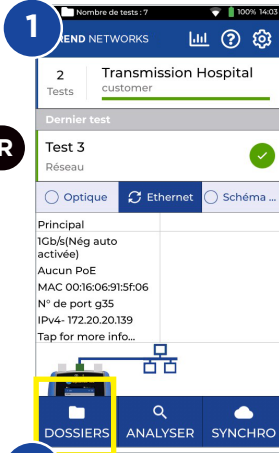 1
Nombre de tests : 7
100% 14:03
REND NETWORKS
2
Tests
Transmission Hospital
customer
Dernier test
R
Test 3
Réseau
Optique
Ethernet
Schéma ...
Principal
1Gb/s(Nég auto
activée)
Aucun PoE
MAC 00:16:06:91:5f:06
N° de port g35
IPv4- 172.20.20.139
Tap for more info...
DOSSIERS
ANALYSER
SYNCHRO